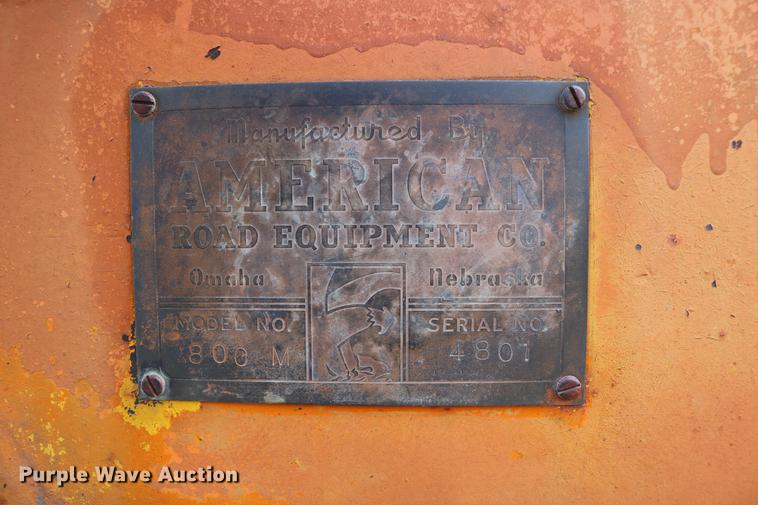 Manufactured By
AMERICAN
ROAD EQUIPMENT CO.
Omaha Nebraska
MODEL NO. SERIAL NO.
800 M 4801
Purple Wave Auction